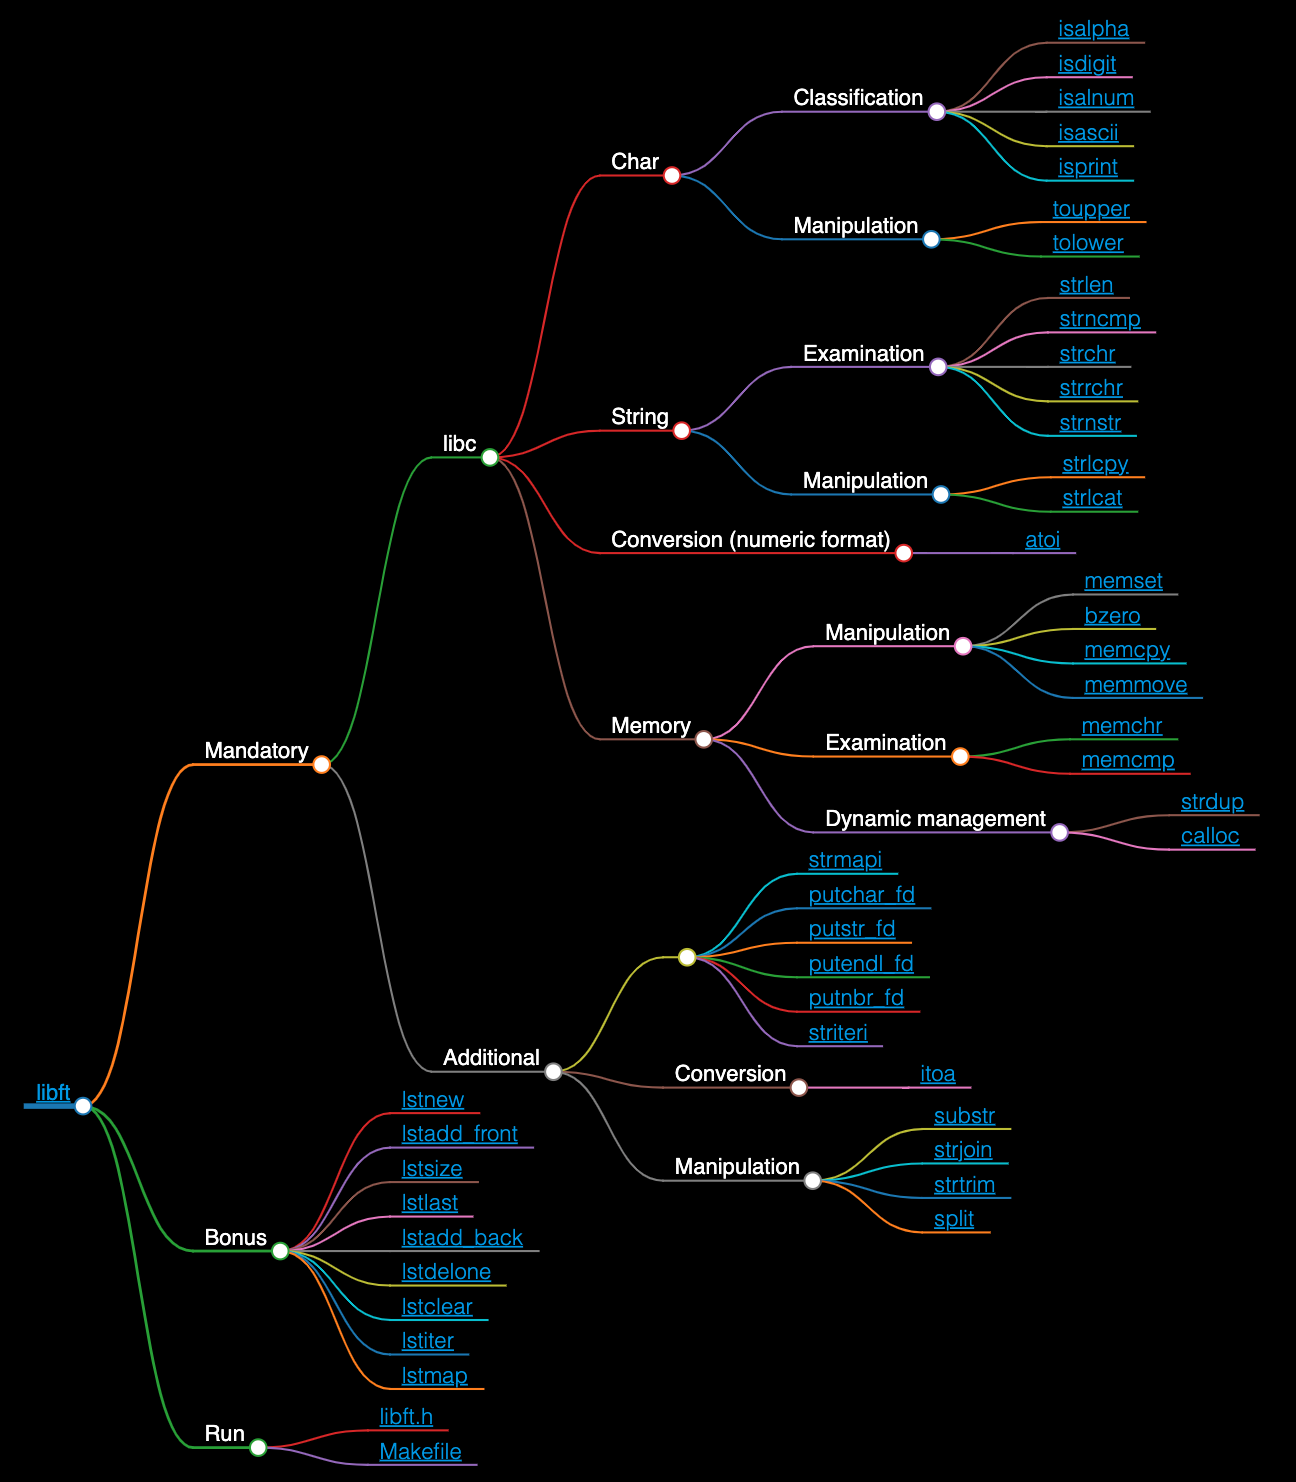 libft
Mandatory
libc
Char
Classification
isalpha
isdigit
isalnum
isascii
isprint
Manipulation
toupper
tolower
String
Examination
strlen
strncmp
strchr
strrchr
strnstr
Manipulation
strlcpy
strlcat
Conversion (numeric format)
atoi
Memory
Manipulation
memset
bzero
memcpy
memmove
Examination
memchr
memcmp
Dynamic management
strdup
calloc
Additional
strmapi
putchar_fd
putstr_fd
putendl_fd
putnbr_fd
striteri
Conversion
itoa
Manipulation
substr
strjoin
strtrim
split
Bonus
lstnew
lstadd_front
lstsize
lstlast
lstadd_back
lstdelone
lstclear
lstiter
lstmap
Run
libft.h
Makefile